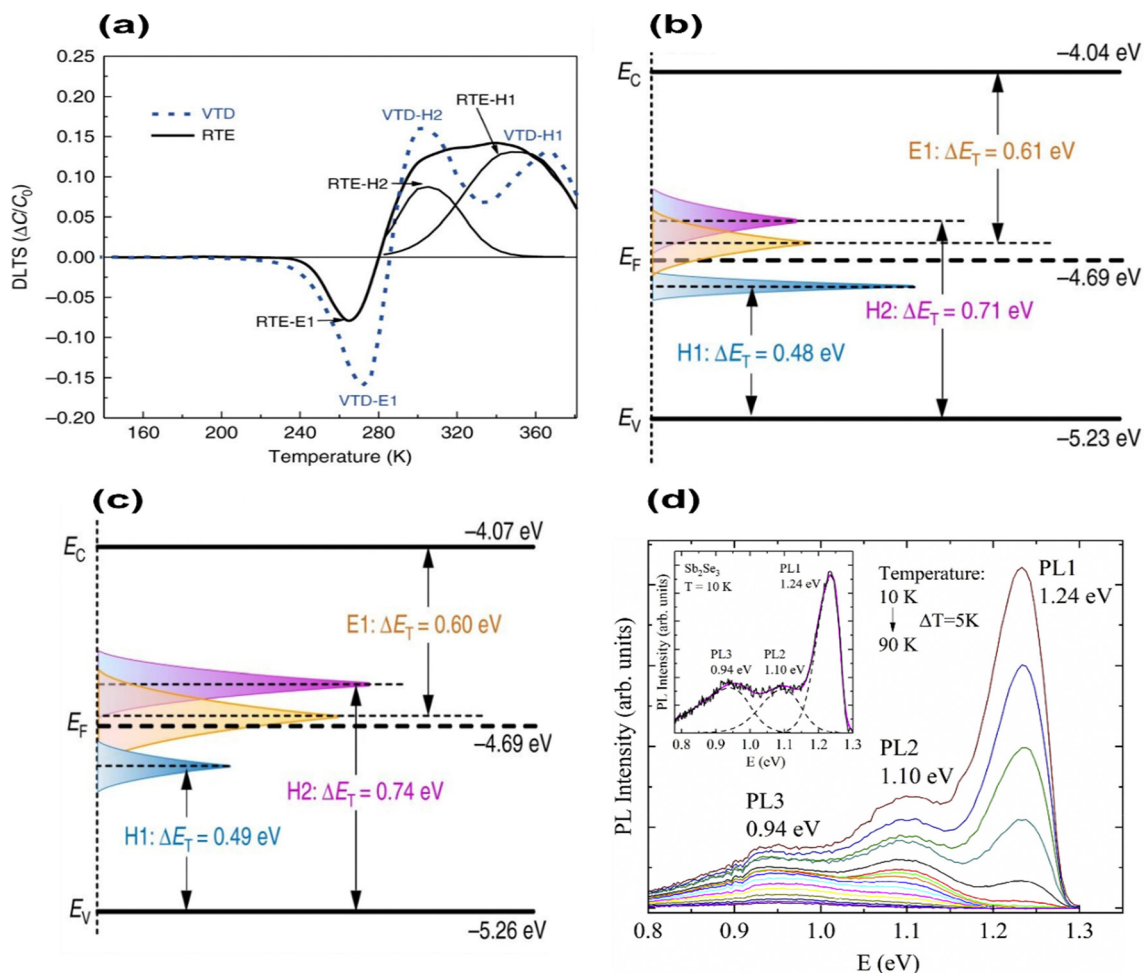 (a)
0.25
0.20
0.15
0.10
0.05
0.00
−0.05
−0.10
−0.15
−0.20
DLTS (ΔC/C0)
VTD
RTE
VTD-H2
RTE-H1
VTD-H1
RTE-H2
RTE-E1
VTD-E1
160 200 240 280 320 360
Temperature (K)
(b)
EC
−4.04 eV
E1: ΔET = 0.61 eV
EF
−4.69 eV
H2: ΔET = 0.71 eV
H1: ΔET = 0.48 eV
EV
−5.23 eV
(c)
EC
−4.07 eV
E1: ΔET = 0.60 eV
EF
−4.69 eV
H2: ΔET = 0.74 eV
H1: ΔET = 0.49 eV
EV
−5.26 eV
(d)
PL Intensity (arb. units)
Sb2Se3
T = 10 K
PL1
1.24 eV
PL3
0.94 eV
PL2
1.10 eV
PL Intensity (arb. units)
0.8 0.9 1.0 1.1 1.2 1.3
E (eV)
Temperature:
10 K
ΔT=5K
90 K
PL1
1.24 eV
PL2
1.10 eV
PL3
0.94 eV
0.8 0.9 1.0 1.1 1.2 1.3
E (eV)